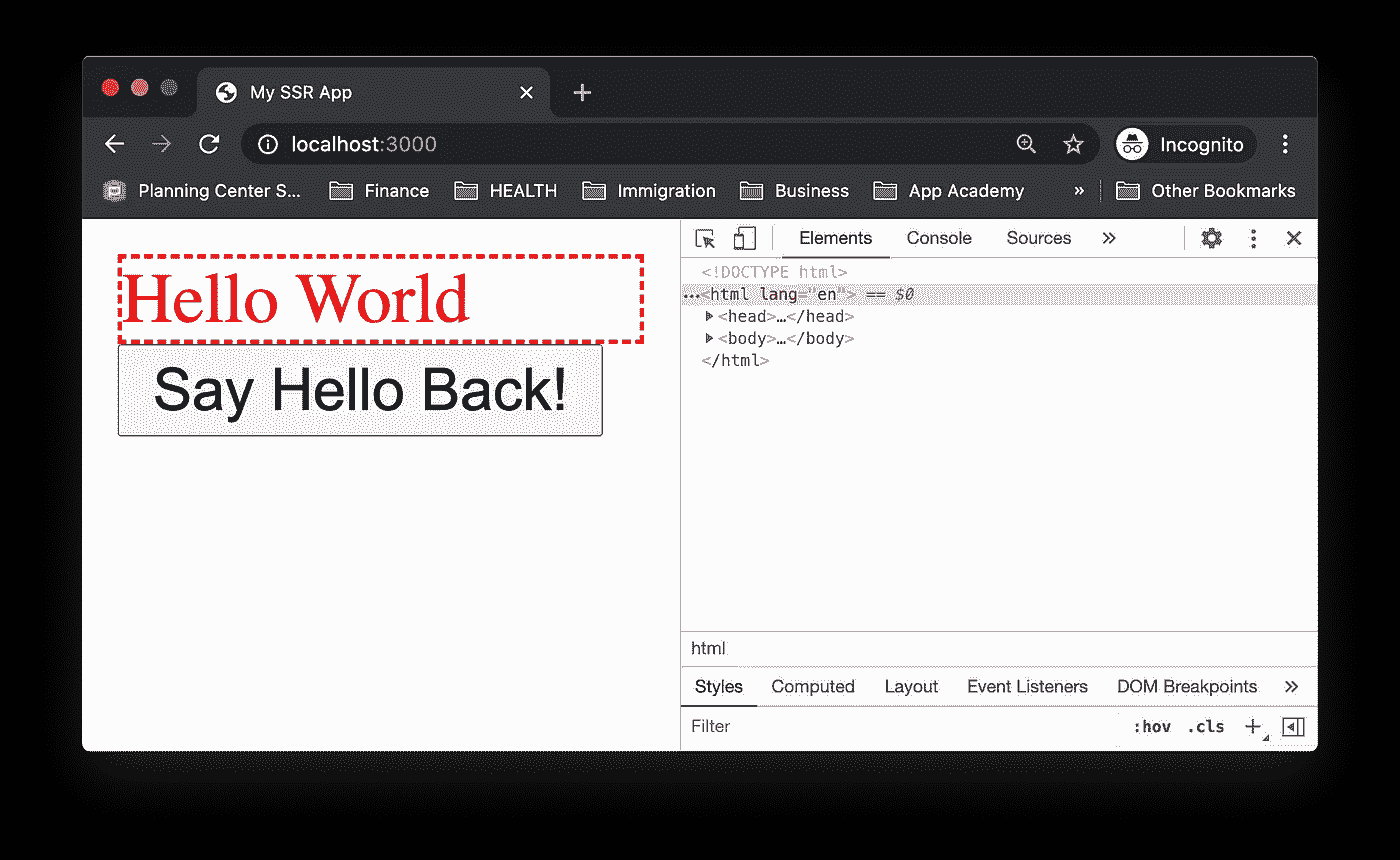 My SSR App
localhost:3000 Incognito
Planning Center S... Finance HEALTH Immigration Business App Academy » Other Bookmarks
Elements Console Sources »
Hello World
Say Hello Back!
<!DOCTYPE html>
…<html lang="en"> == $0
<head>…</head>
<body>…</body>
</html>
html
Styles Computed Layout Event Listeners DOM Breakpoints »
Filter :hov .cls +